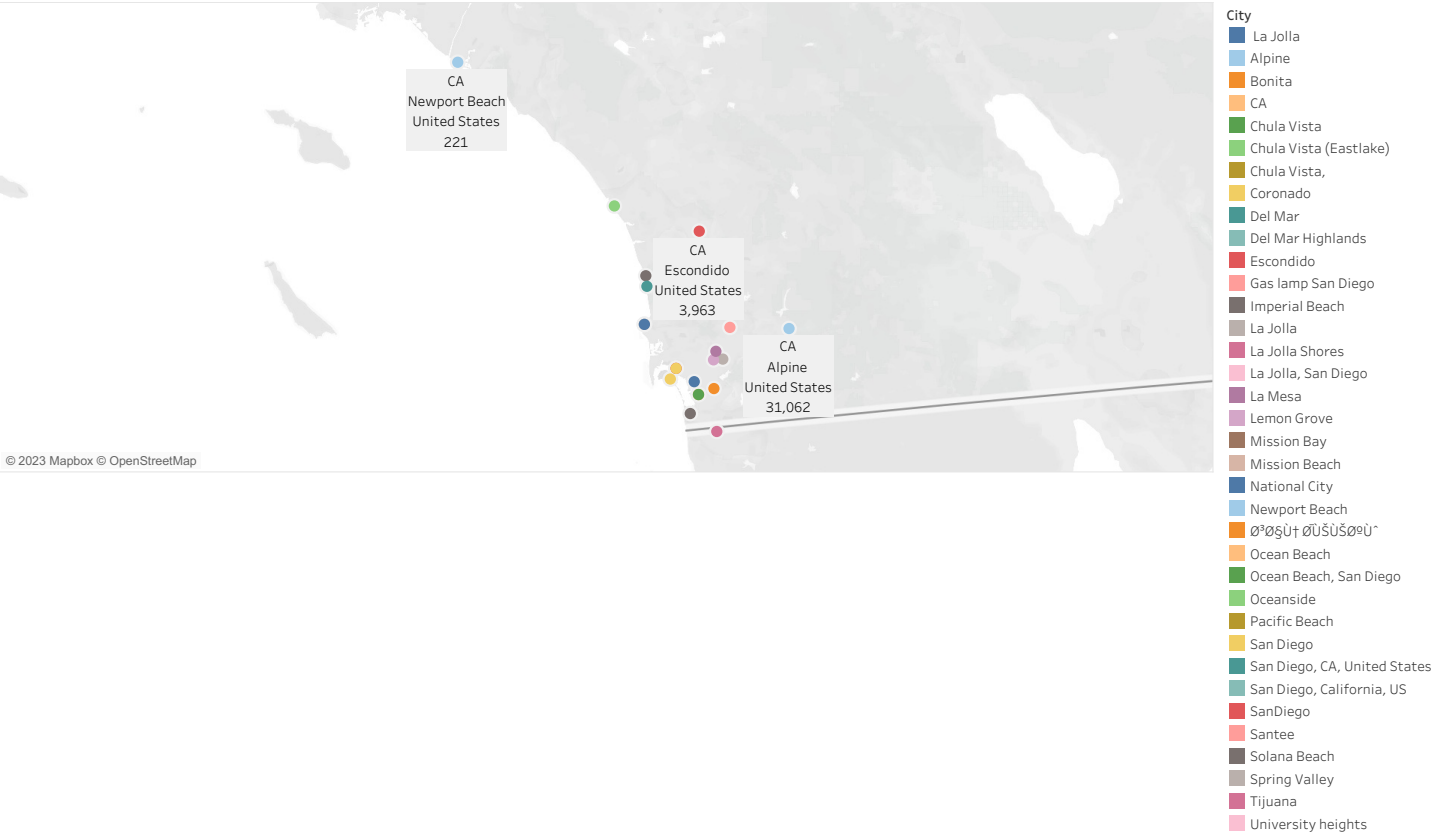 CA
Newport Beach
United States
221
CA
Escondido
United States
3,963
CA
Alpine
United States
31,062
© 2023 Mapbox © OpenStreetMap
City
La Jolla
Alpine
Bonita
CA
Chula Vista
Chula Vista (Eastlake)
Chula Vista,
Coronado
Del Mar
Del Mar Highlands
Escondido
Gas lamp San Diego
Imperial Beach
La Jolla
La Jolla Shores
La Jolla, San Diego
La Mesa
Lemon Grove
Mission Bay
Mission Beach
National City
Newport Beach
Ocean Beach
Ocean Beach, San Diego
Oceanside
Pacific Beach
San Diego
San Diego, CA, United States
San Diego, California, US
SanDiego
Santee
Solana Beach
Spring Valley
Tijuana
University heights